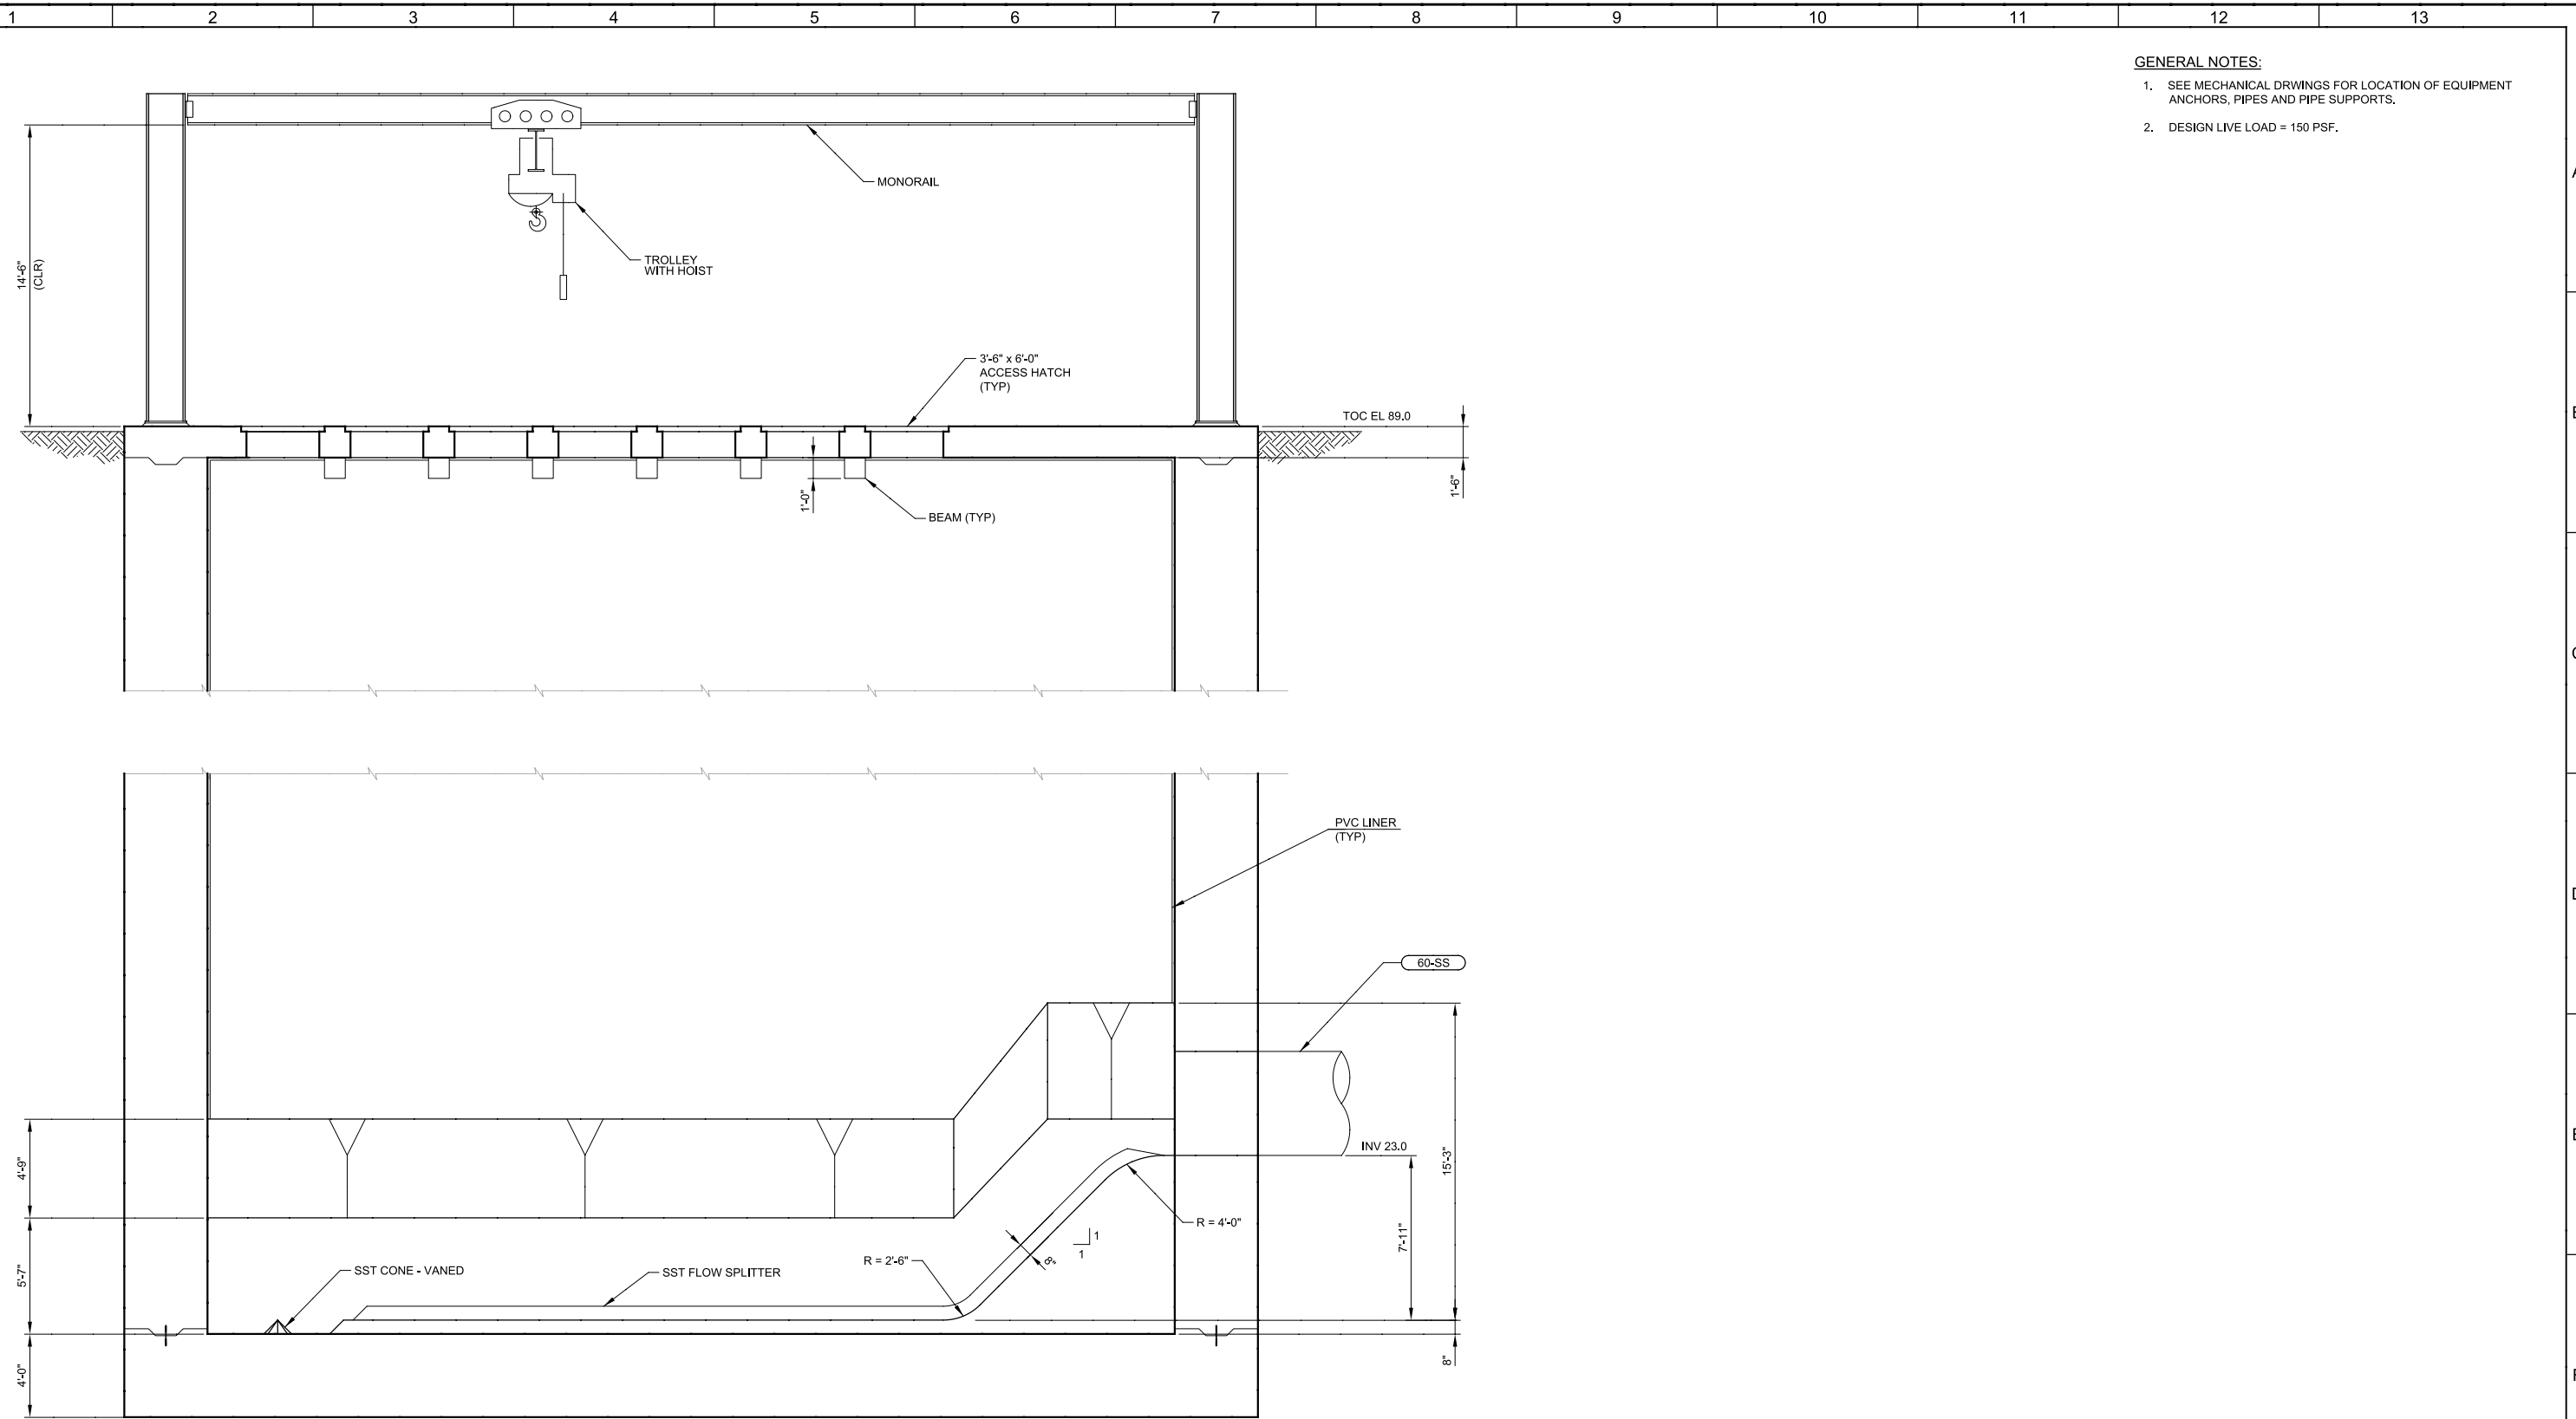 1 2 3 4 5 6 7 8 9 10 11 12 13
GENERAL NOTES:
1. SEE MECHANICAL DRWINGS FOR LOCATION OF EQUIPMENT
ANCHORS, PIPES AND PIPE SUPPORTS.
2. DESIGN LIVE LOAD = 150 PSF.
MONORAIL
TROLLEY
WITH HOIST
14'-6"
(CLR)
3'-6" x 6'-0"
ACCESS HATCH
(TYP)
TOC EL 89.0
1'-6"
1'-0"
BEAM (TYP)
PVC LINER
(TYP)
60-SS
INV 23.0
15'-3"
4'-9"
R = 4'-0"
7'-11"
1
1
8"
R = 2'-6"
5'-7"
SST CONE - VANED
SST FLOW SPLITTER
8"
4'-0"